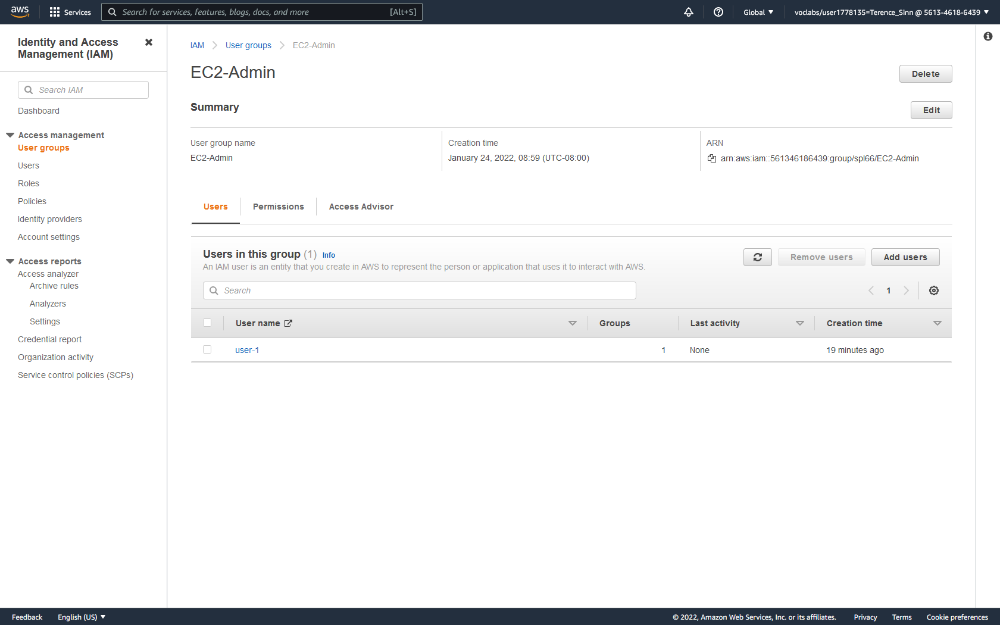 aws
Services
Search for services, features, blogs, docs, and more
[Alt+S]
Global
voclabs/user1778135=Terence_Sinn @ 5613-4618-6439
Identity and Access
Management (IAM)
Search IAM
Dashboard
Access management
User groups
Users
Roles
Policies
Identity providers
Account settings
Access reports
Access analyzer
Archive rules
Analyzers
Settings
Credential report
Organization activity
Service control policies (SCPs)
IAM
User groups
EC2-Admin
EC2-Admin
Delete
Summary
Edit
User group name
EC2-Admin
Creation time
January 24, 2022, 08:59 (UTC-08:00)
ARN
arn:aws:iam::561346186439:group/spl66/EC2-Admin
Users
Permissions
Access Advisor
Users in this group (1) Info
An IAM user is an entity that you create in AWS to represent the person or application that uses it to interact with AWS.
Remove users
Add users
Search
1
User name
Groups
Last activity
Creation time
user-1
1
None
19 minutes ago
Feedback
English (US)
© 2022, Amazon Web Services, Inc. or its affiliates.
Privacy
Terms
Cookie preferences